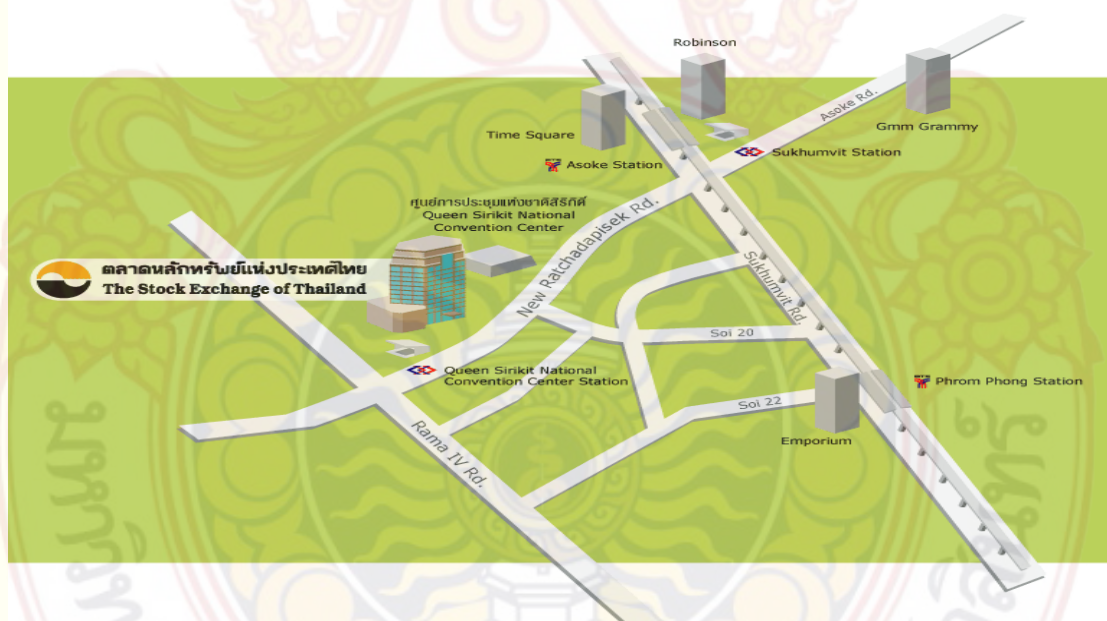 Robinson
Asoke Rd.
Gmm Grammy
Time Square
Sukhumvit Station
Asoke Station
ศูนย์การประชุมแห่งชาติสิริกิติ์
Queen Sirikit National
Convention Center
New Ratchadapisek Rd.
Sukhumvit Rd.
ตลาดหลักทรัพย์แห่งประเทศไทย
The Stock Exchange of Thailand
Soi 20
Queen Sirikit National
Convention Center Station
Phrom Phong Station
Soi 22
Emporium
Rama IV Rd.